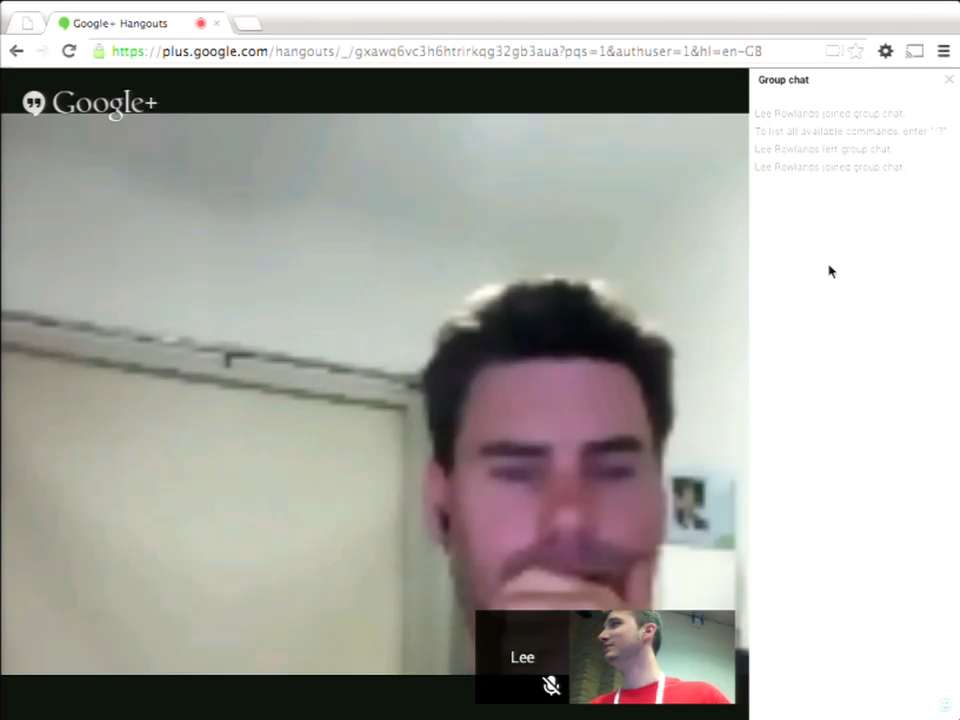 Google+ Hangouts
https://plus.google.com/hangouts/_/gxawq6vc3h6htrirkqg32gb3aua?pqs=1&authuser=1&hl=en-GB
Google+
Group chat
Lee Rowlands joined group chat.
To list all available commands, enter "/?"
Lee Rowlands left group chat.
Lee Rowlands joined group chat.
Lee